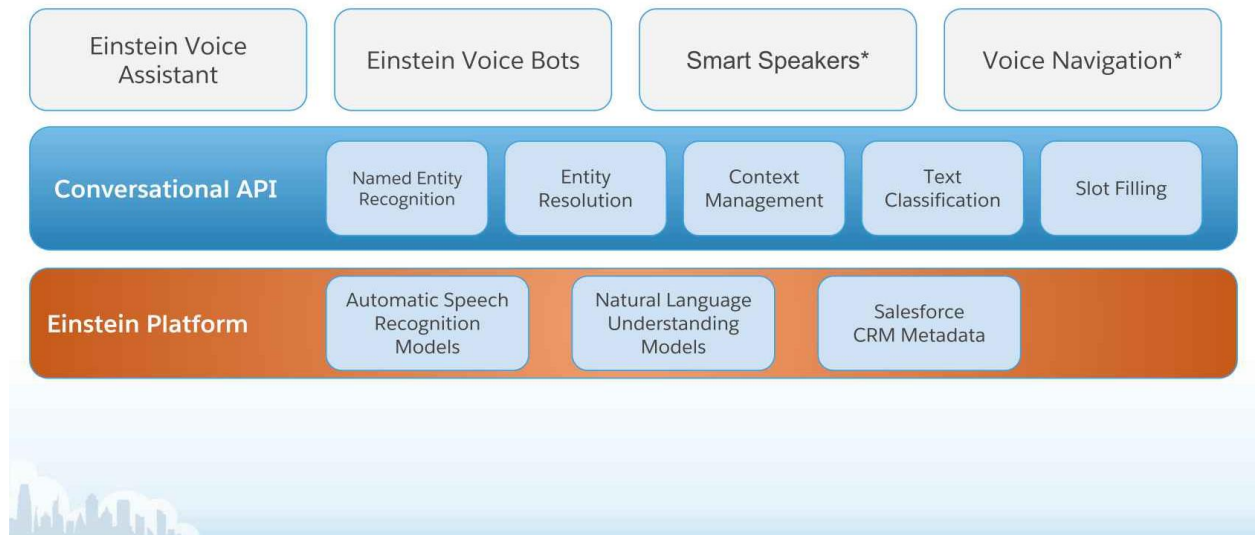 Einstein Voice
Assistant
Einstein Voice Bots
Smart Speakers*
Voice Navigation*
Conversational API
Named Entity
Recognition
Entity
Resolution
Context
Management
Text
Classification
Slot Filling
Einstein Platform
Automatic Speech
Recognition
Models
Natural Language
Understanding
Models
Salesforce
CRM Metadata